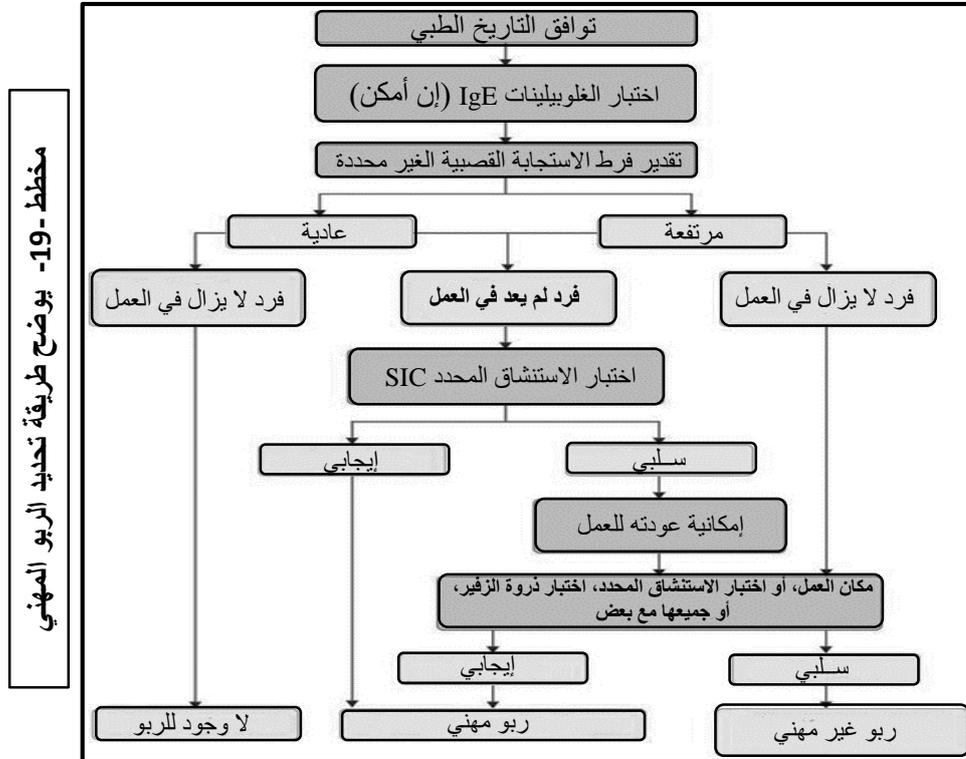 مخطط -19- يوضح طريقة تحديد الربو المهني
توافق التاريخ الطبي
اختبار الغلوبيلينات IgE (إن أمكن)
تقدير فرط الاستجابة القصبية الغير محددة
مرتفعة
عادية
فرد لا يزال في العمل
فرد لم يعد في العمل
فرد لا يزال في العمل
اختبار الاستنشاق المحدد SIC
سلبي
إيجابي
إمكانية عودته للعمل
مكان العمل، أو اختبار الاستنشاق المحدد، اختبار ذروة الزفير،
أو جميعها مع بعض
سلبي
إيجابي
ربو غير مهني
ربو مهني
لا وجود للربو